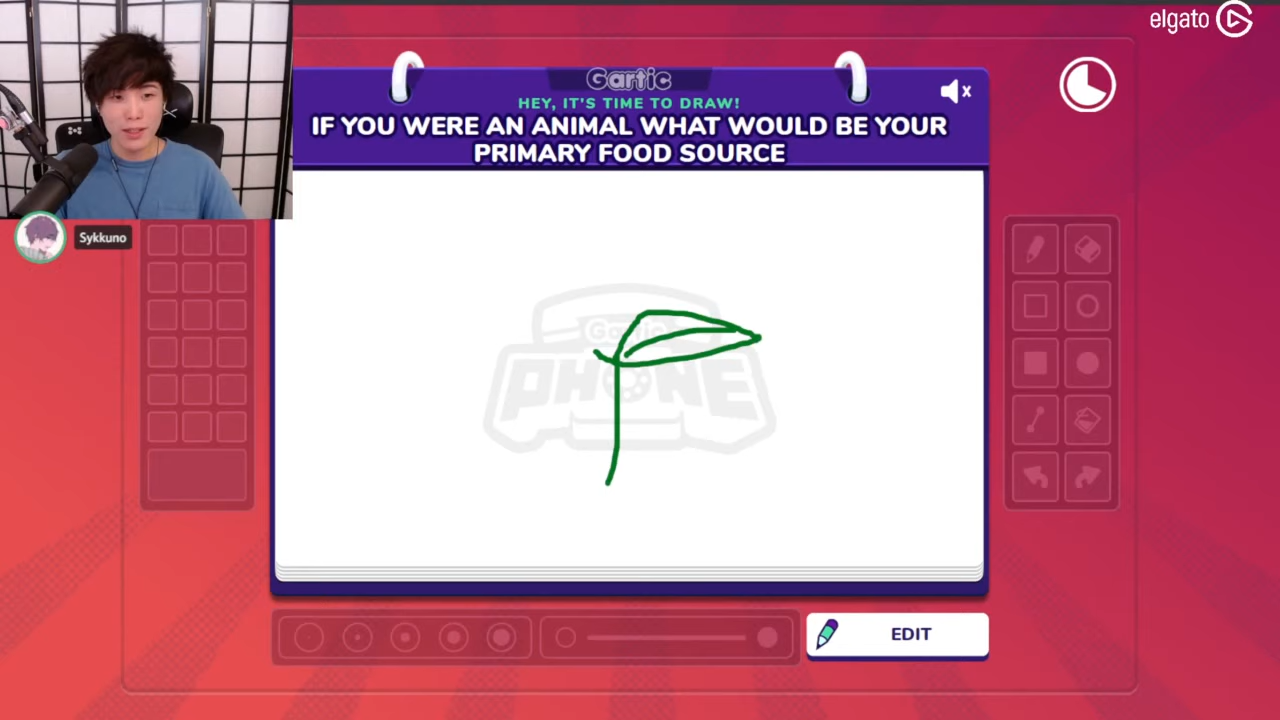 elgato
Gartic
HEY, IT'S TIME TO DRAW!
IF YOU WERE AN ANIMAL WHAT WOULD BE YOUR
PRIMARY FOOD SOURCE
Sykkuno
Gartic
PHONE
EDIT